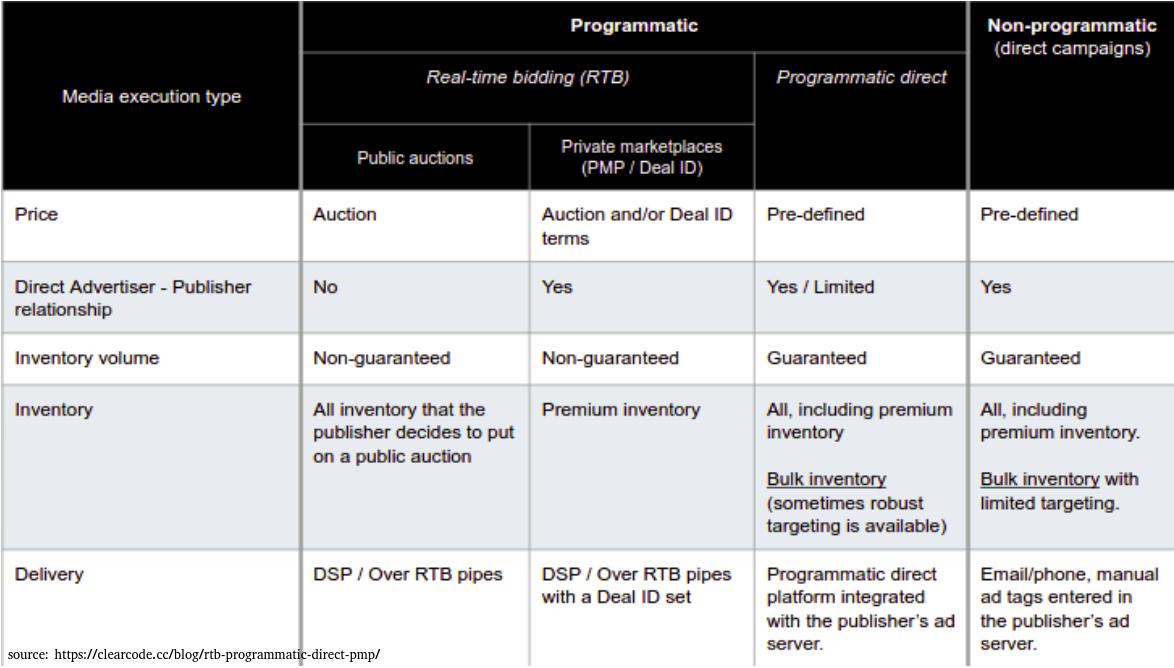 Media execution type
Programmatic
Non-programmatic
(direct campaigns)
Real-time bidding (RTB)
Programmatic direct
Public auctions
Private marketplaces
(PMP / Deal ID)
Price
Auction
Auction and/or Deal ID
terms
Pre-defined
Pre-defined
Direct Advertiser - Publisher
relationship
No
Yes
Yes / Limited
Yes
Inventory volume
Non-guaranteed
Non-guaranteed
Guaranteed
Guaranteed
Inventory
All inventory that the
publisher decides to put
on a public auction
Premium inventory
All, including premium
inventory
Bulk inventory
(sometimes robust
targeting is available)
All, including
premium inventory.
Bulk inventory with
limited targeting.
Delivery
DSP / Over RTB pipes
DSP / Over RTB pipes
with a Deal ID set
Programmatic direct
platform integrated
with the publisher's ad
server.
Email/phone, manual
ad tags entered in
the publisher's ad
server.
source: https://clearcode.cc/blog/rtb-programmatic-direct-pmp/